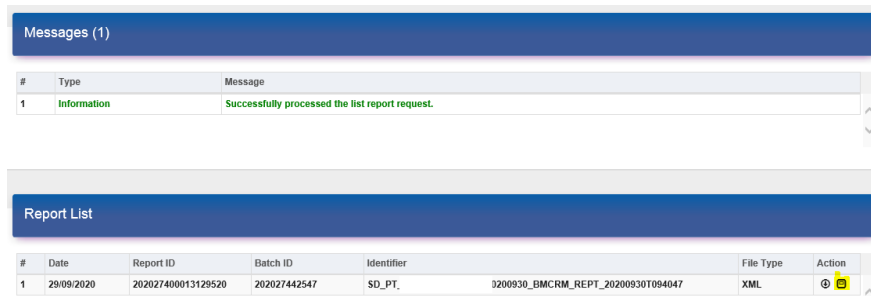 Messages (1)
# Type Message
1 Information Successfully processed the list report request.
Report List
# Date Report ID Batch ID Identifier File Type Action
1 29/09/2020 202027400013129520 202027442547 SD_PT_ 0200930_BMCRM_REPT_20200930T094047 XML